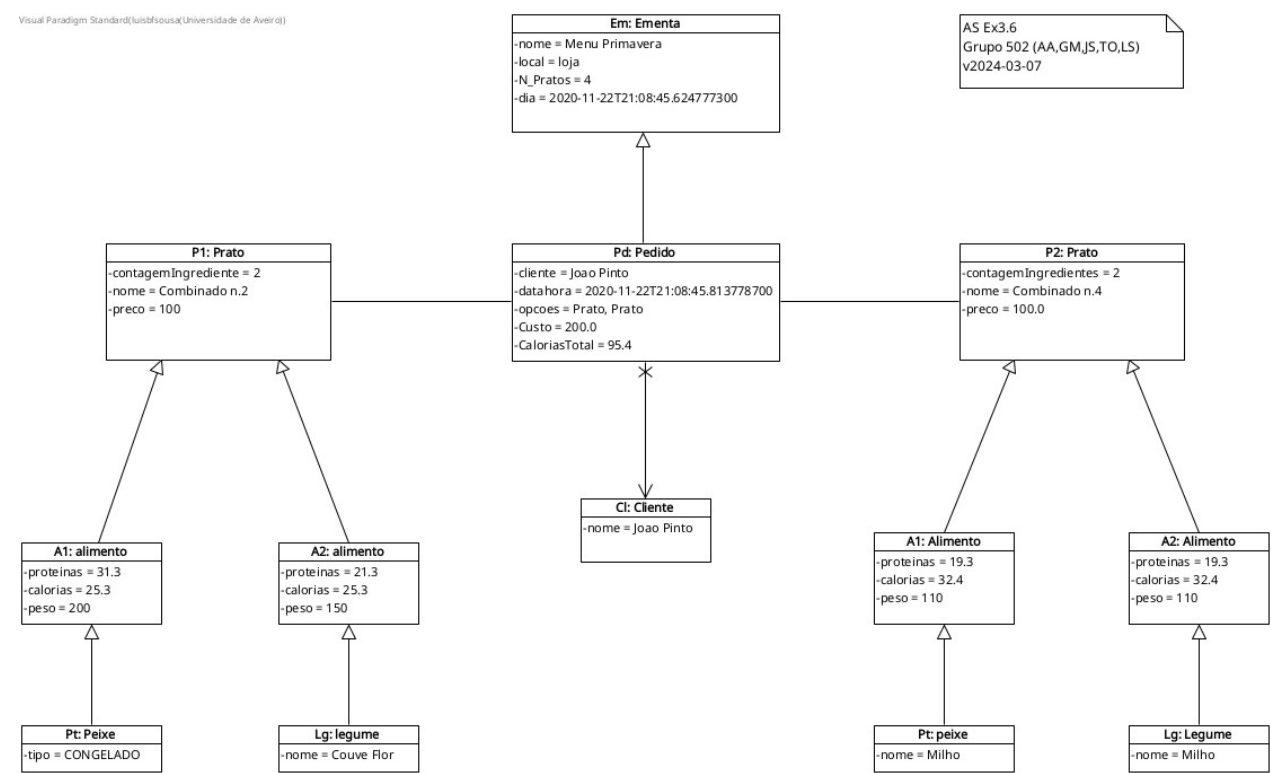 Visual Paradigm Standard(luisbfsousa(Universidade de Aveiro))
Em: Ementa
-nome = Menu Primavera
-local = loja
-N_Pratos = 4
-dia = 2020-11-22T21:08:45.624777300
AS Ex3.6
Grupo 502 (AA,GM,JS,TO,LS)
v2024-03-07
P1: Prato
-contagemIngrediente = 2
-nome = Combinado n.2
-preco = 100
Pd: Pedido
-cliente = Joao Pinto
-datahora = 2020-11-22T21:08:45.813778700
-opcoes = Prato, Prato
-Custo = 200.0
-CaloriasTotal = 95.4
P2: Prato
-contagemIngredientes = 2
-nome = Combinado n.4
-preco = 100.0
Cl: Cliente
-nome = Joao Pinto
A1: alimento
-proteinas = 31.3
-calorias = 25.3
-peso = 200
A2: alimento
-proteinas = 21.3
-calorias = 25.3
-peso = 150
A1: Alimento
-proteinas = 19.3
-calorias = 32.4
-peso = 110
A2: Alimento
-proteinas = 19.3
-calorias = 32.4
-peso = 110
Pt: Peixe
-tipo = CONGELADO
Lg: legume
-nome = Couve Flor
Pt: peixe
-nome = Milho
Lg: Legume
-nome = Milho